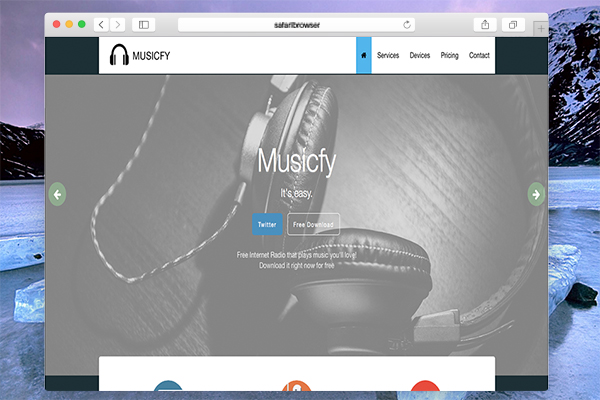 safaribrowser
MUSICFY
Services
Devices
Pricing
Contact
Musicfy
It's easy.
Twitter
Free Download
Free Internet Radio that plays music you'll love!
Download it right now for free